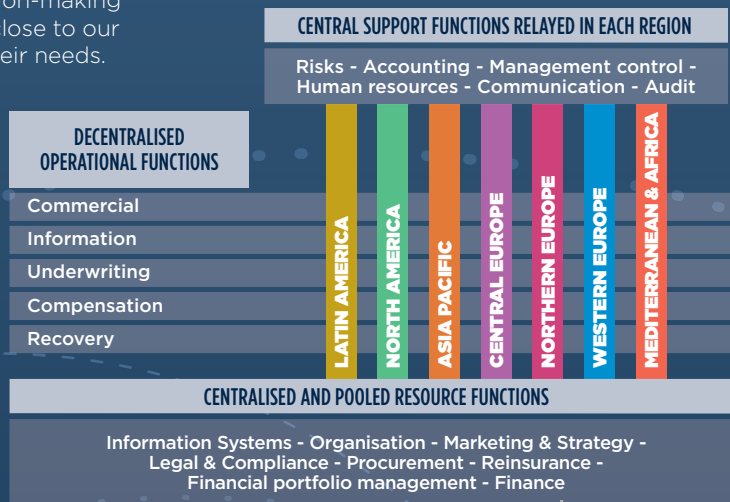 on-making
close to our
eir needs.
CENTRAL SUPPORT FUNCTIONS RELAYED IN EACH REGION
Risks - Accounting - Management control -
Human resources - Communication - Audit
DECENTRALISED
OPERATIONAL FUNCTIONS
Commercial
Information
Underwriting
Compensation
Recovery
LATIN AMERICA
NORTH AMERICA
ASIA PACIFIC
CENTRAL EUROPE
NORTHERN EUROPE
WESTERN EUROPE
MEDITERRANEAN & AFRICA
CENTRALISED AND POOLED RESOURCE FUNCTIONS
Information Systems - Organisation - Marketing & Strategy -
Legal & Compliance - Procurement - Reinsurance -
Financial portfolio management - Finance